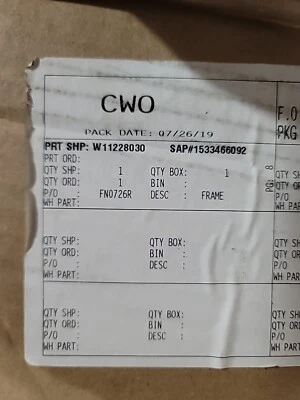 CWO
PACK DATE: 07/26/19
PRT SHP: W11228030 SAP#1533466092
PRT ORD:
QTY SHP: 1 QTY BOX: 1
QTY ORD: 1 BIN :
P/O : FN0726R DESC : FRAME
WH PART:
PG: 8
QTY SHP: QTY BOX:
QTY ORD: BIN :
P/O : DESC :
WH PART:
QTY SHP: QTY BOX:
QTY ORD: BIN :
P/O : DESC :
WH PART:
F.O
PKG
QTY SH
QTY OR
P/O
WH PAR
QTY SH
QTY OR
P/O
WH PA
QTY SH
QTY OR
P/O
WH PAR